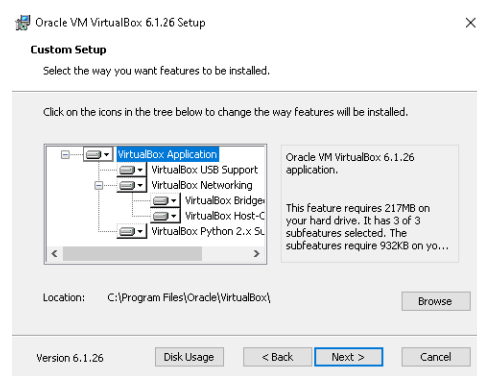 Oracle VM VirtualBox 6.1.26 Setup
Custom Setup
Select the way you want features to be installed.
Click on the icons in the tree below to change the way features will be installed.
VirtualBox Application
VirtualBox USB Support
VirtualBox Networking
VirtualBox Bridge
VirtualBox Host-C
VirtualBox Python 2.x Su
Oracle VM VirtualBox 6.1.26
application.
This feature requires 217MB on
your hard drive. It has 3 of 3
subfeatures selected. The
subfeatures require 932KB on yo...
Location: C:\Program Files\Oracle\VirtualBox\
Browse
Version 6.1.26
Disk Usage
< Back
Next >
Cancel